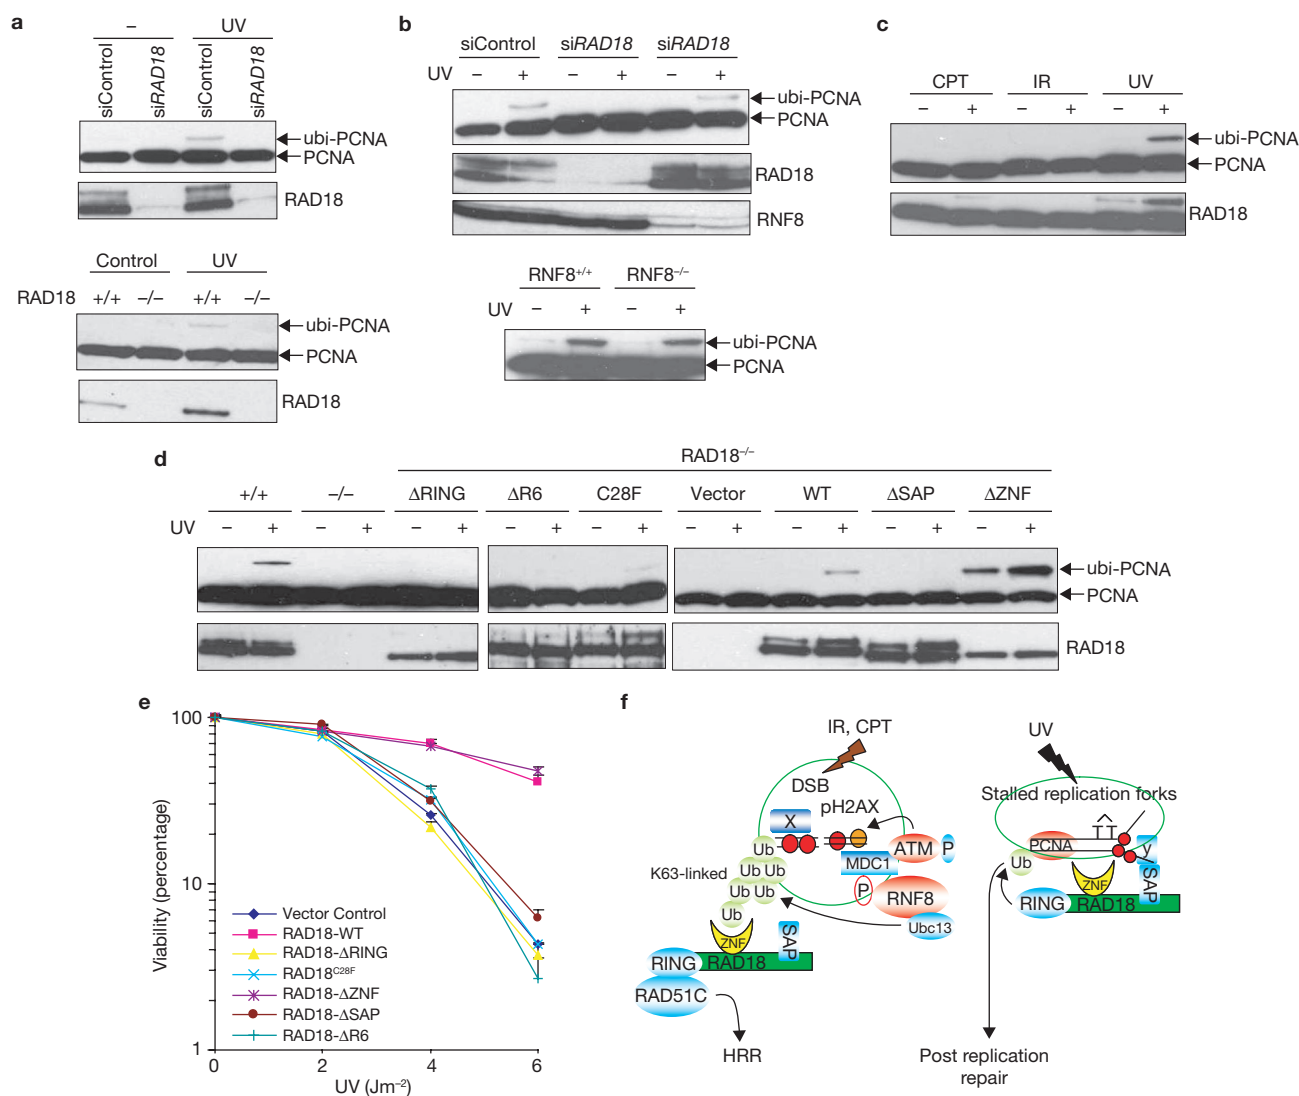 a
– UV
siControl siRAD18 siControl siRAD18
ubi-PCNA
PCNA
RAD18
Control UV
RAD18 +/+ –/– +/+ –/–
ubi-PCNA
PCNA
RAD18
b
siControl siRAD18 siRAD18
UV – + – + – +
ubi-PCNA
PCNA
RAD18
RNF8
RNF8+/+ RNF8–/–
UV – + – +
ubi-PCNA
PCNA
c
CPT IR UV
– + – + – +
ubi-PCNA
PCNA
RAD18
d
RAD18–/–
+/+ –/– ΔRING ΔR6 C28F Vector WT ΔSAP ΔZNF
UV – + – + – + – + – + – + – + – + – +
ubi-PCNA
PCNA
RAD18
e
Viability (percentage)
100
10
1
0 2 4 6
UV (Jm–2)
Vector Control
RAD18-WT
RAD18-ΔRING
RAD18C28F
RAD18-ΔZNF
RAD18-ΔSAP
RAD18-ΔR6
f
IR, CPT
DSB
pH2AX
X
Ub
ATM P
MDC1
K63-linked
Ub Ub
Ub Ub
P
RNF8
Ub
Ubc13
ZNF
SAP
RING RAD18
RAD51C
HRR
UV
Stalled replication forks
T T
PCNA
y
Ub
SAP
ZNF
RING RAD18
Post replication
repair